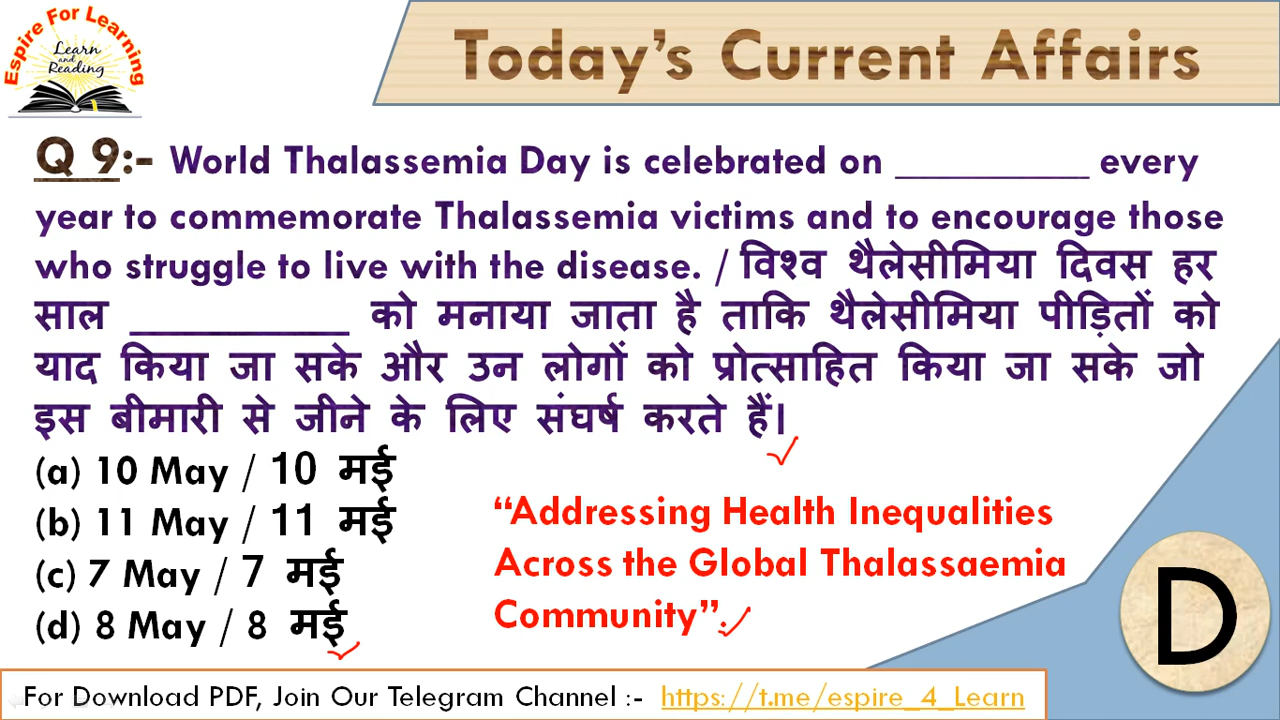 Espire For Learning
Learn
and
Reading
Today's Current Affairs
Q 9:- World Thalassemia Day is celebrated on __________ every
year to commemorate Thalassemia victims and to encourage those
who struggle to live with the disease. / विश्व थैलेसीमिया दिवस हर
साल __________ को मनाया जाता है ताकि थैलेसीमिया पीड़ितों को
याद किया जा सके और उन लोगों को प्रोत्साहित किया जा सके जो
इस बीमारी से जीने के लिए संघर्ष करते हैं।
(a) 10 May / 10 मई
(b) 11 May / 11 मई
(c) 7 May / 7 मई
(d) 8 May / 8 मई
“Addressing Health Inequalities
Across the Global Thalassaemia
Community”.
D
For Download PDF, Join Our Telegram Channel :- https://t.me/espire_4_Learn